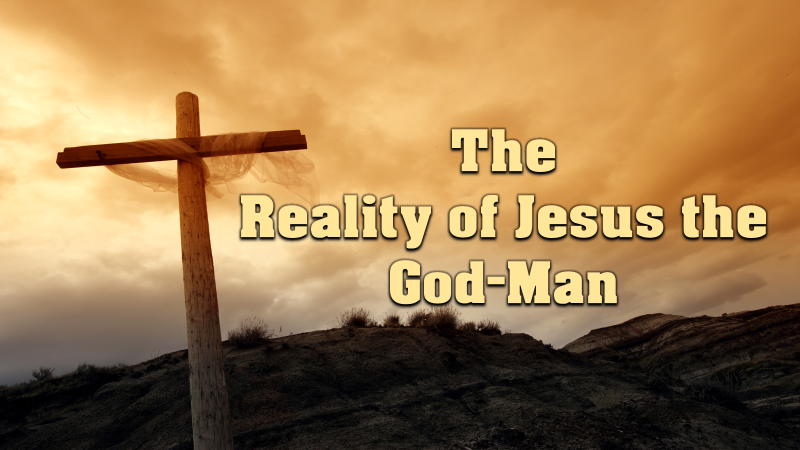 The
Reality of Jesus the
God-Man